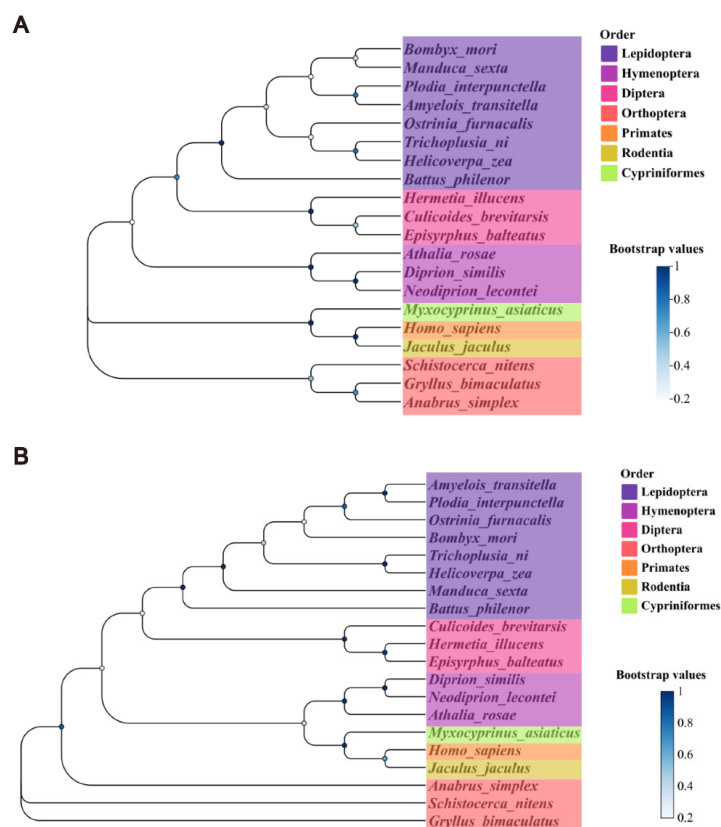 A
Bombyx_mori
Manduca_sexta
Plodia_interpunctella
Amyelois_transitella
Ostrinia_furnacalis
Trichoplusia_ni
Helicoverpa_zea
Battus_philenor
Hermetia_illucens
Culicoides_brevitarsis
Episyrphus_balteatus
Athalia_rosae
Diprion_similis
Neodiprion_lecontei
Myxocyprinus_asiaticus
Homo_sapiens
Jaculus_jaculus
Schistocerca_nitens
Gryllus_bimaculatus
Anabrus_simplex
Order
Lepidoptera
Hymenoptera
Diptera
Orthoptera
Primates
Rodentia
Cypriniformes
Bootstrap values
1
0.8
0.6
0.4
0.2
B
Amyelois_transitella
Plodia_interpunctella
Ostrinia_furnacalis
Bombyx_mori
Trichoplusia_ni
Helicoverpa_zea
Manduca_sexta
Battus_philenor
Culicoides_brevitarsis
Hermetia_illucens
Episyrphus_balteatus
Diprion_similis
Neodiprion_lecontei
Athalia_rosae
Myxocyprinus_asiaticus
Homo_sapiens
Jaculus_jaculus
Anabrus_simplex
Schistocerca_nitens
Gryllus_bimaculatus
Order
Lepidoptera
Hymenoptera
Diptera
Orthoptera
Primates
Rodentia
Cypriniformes
Bootstrap values
1
0.8
0.6
0.4
0.2